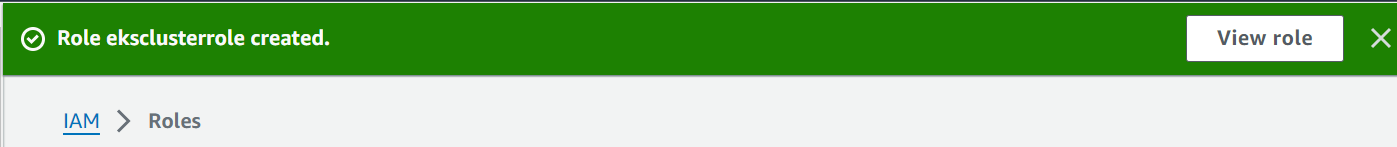 Role eksclusterrole created.
View role
IAM
Roles